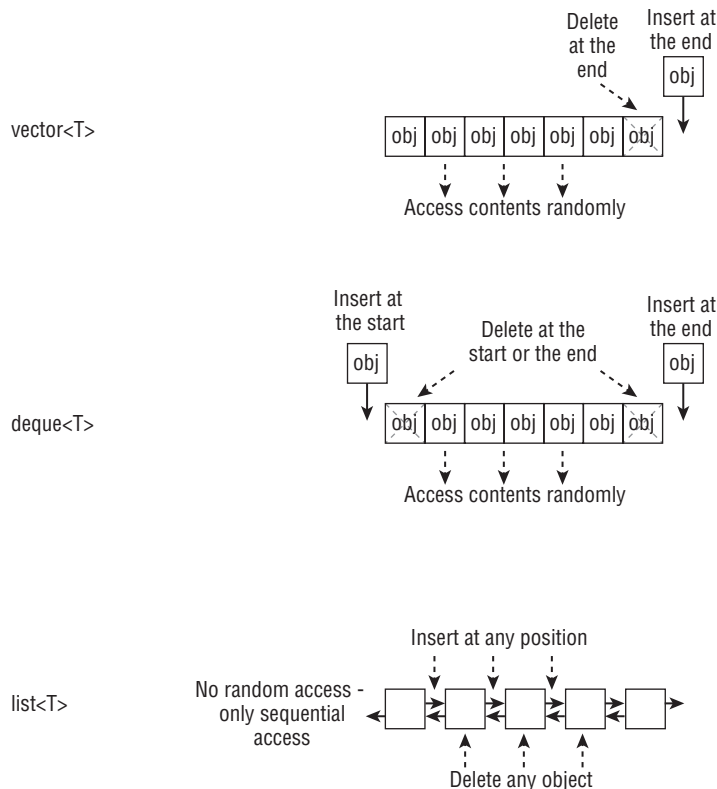 Delete
at the
end
Insert at
the end
obj
vector<T>
obj obj obj obj obj obj obj
Access contents randomly
Insert at
the start
Delete at the
start or the end
Insert at
the end
obj
obj
deque<T>
obj obj obj obj obj obj obj
Access contents randomly
Insert at any position
list<T>
No random access -
only sequential
access
Delete any object